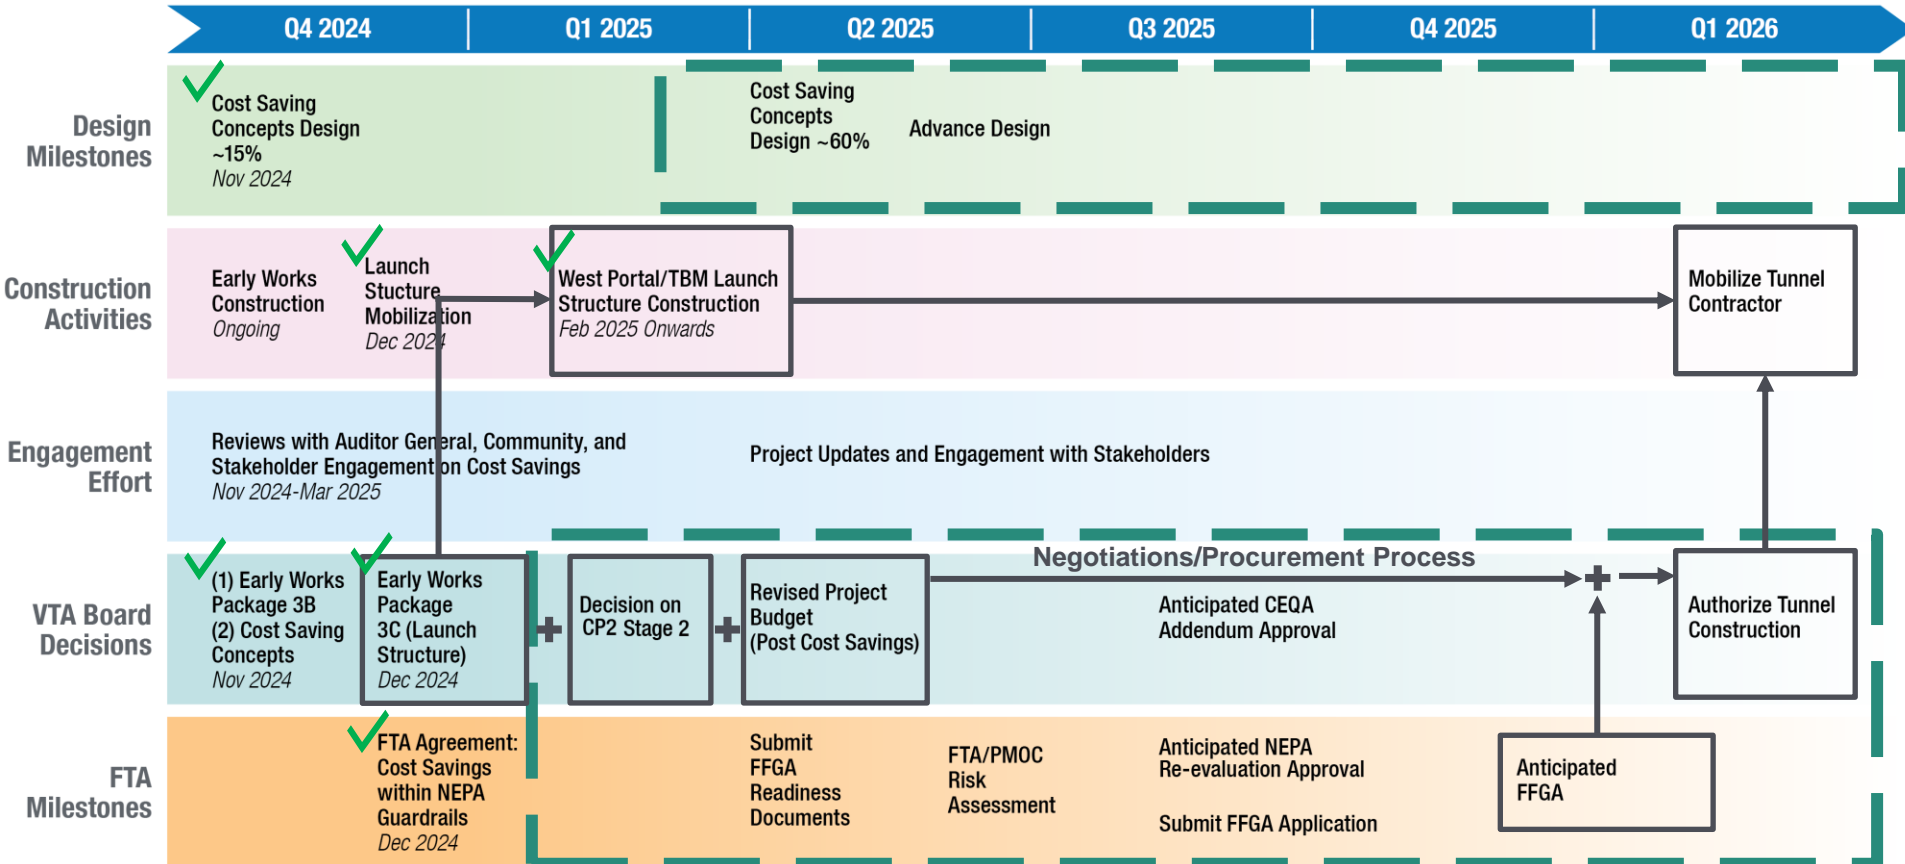 Q4 2024
Q1 2025
Q2 2025
Q3 2025
Q4 2025
Q1 2026
Design
Milestones
Cost Saving
Concepts Design
~15%
Nov 2024
Cost Saving
Concepts
Design ~60%
Advance Design
Construction
Activities
Early Works
Construction
Ongoing
Launch
Stucture
Mobilization
Dec 2024
West Portal/TBM Launch
Structure Construction
Feb 2025 Onwards
Mobilize Tunnel
Contractor
Engagement
Effort
Reviews with Auditor General, Community, and
Stakeholder Engagement on Cost Savings
Nov 2024-Mar 2025
Project Updates and Engagement with Stakeholders
VTA Board
Decisions
(1) Early Works
Package 3B
(2) Cost Saving
Concepts
Nov 2024
Early Works
Package
3C (Launch
Structure)
Dec 2024
Decision on
CP2 Stage 2
Revised Project
Budget
(Post Cost Savings)
Negotiations/Procurement Process
Anticipated CEQA
Addendum Approval
Authorize Tunnel
Construction
FTA
Milestones
FTA Agreement:
Cost Savings
within NEPA
Guardrails
Dec 2024
Submit
FFGA
Readiness
Documents
FTA/PMOC
Risk
Assessment
Anticipated NEPA
Re-evaluation Approval
Submit FFGA Application
Anticipated
FFGA